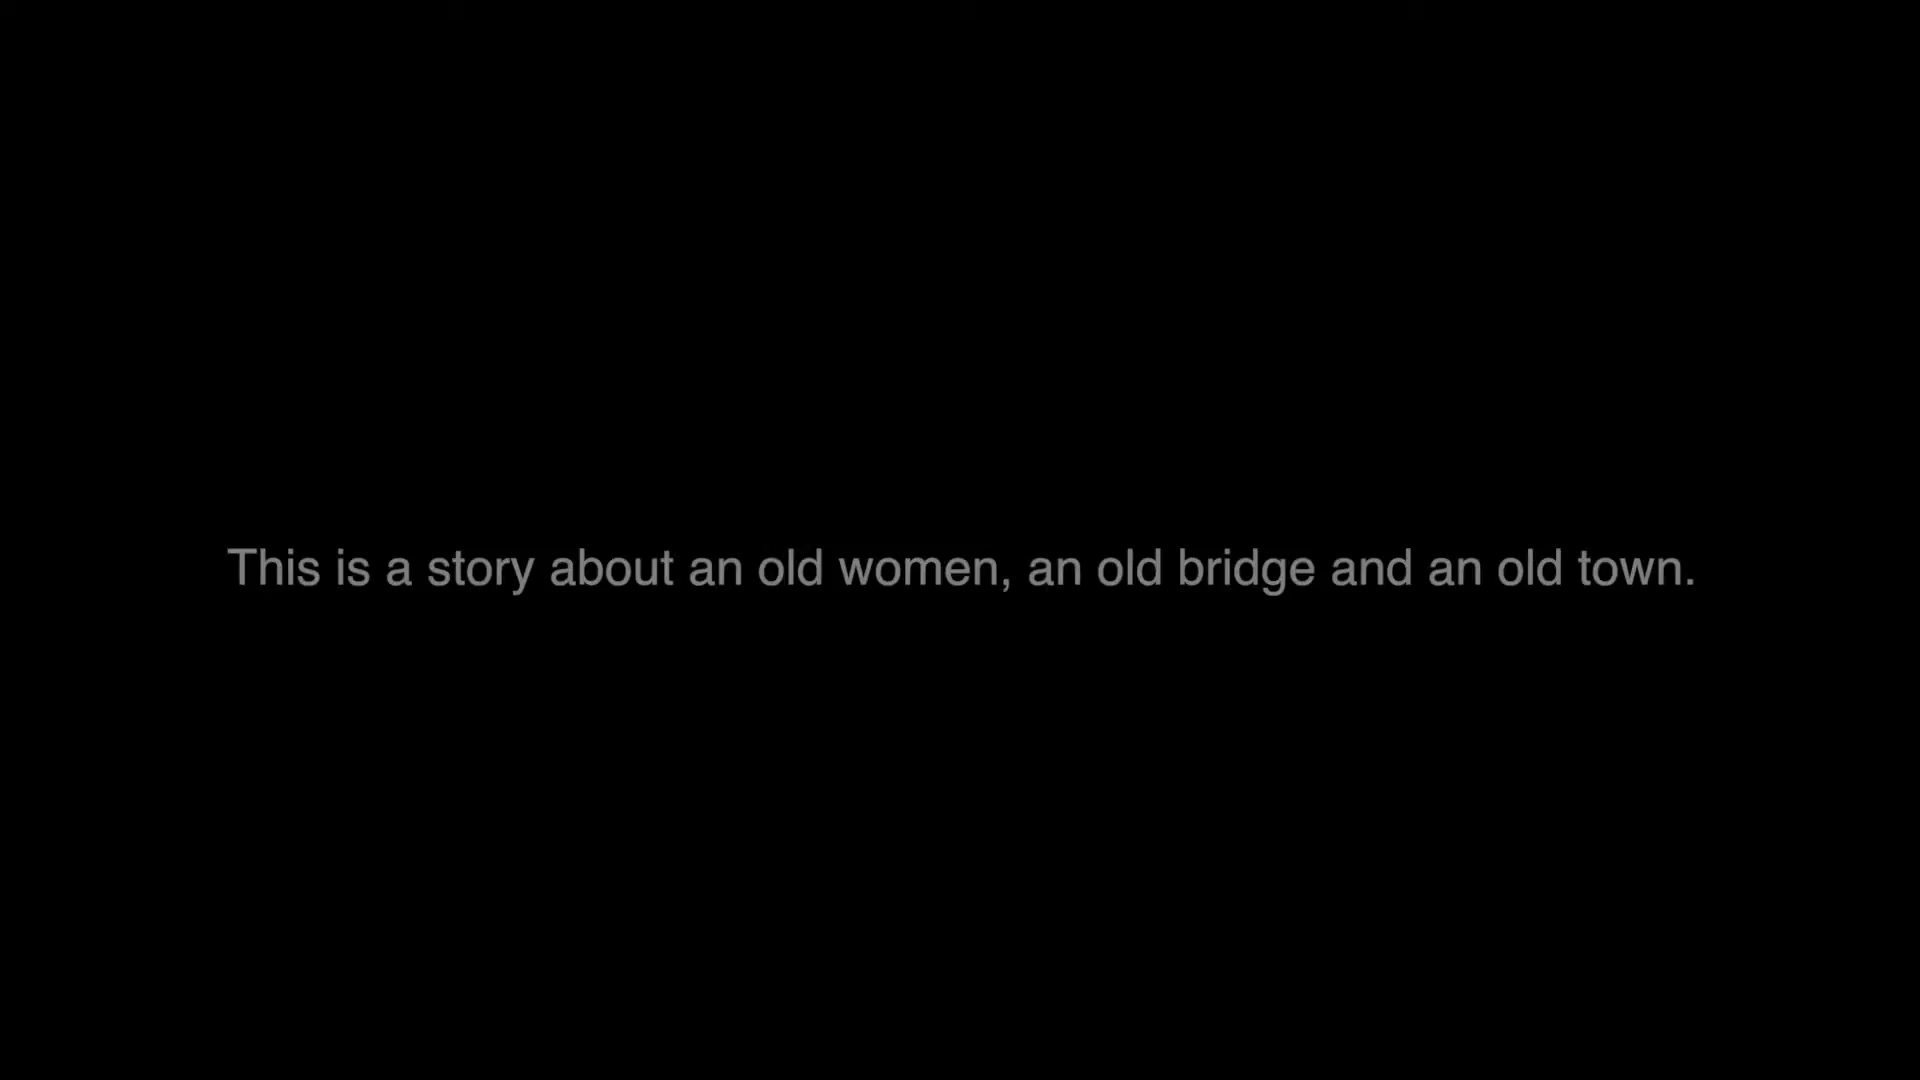 This is a story about an old women, an old bridge and an old town.